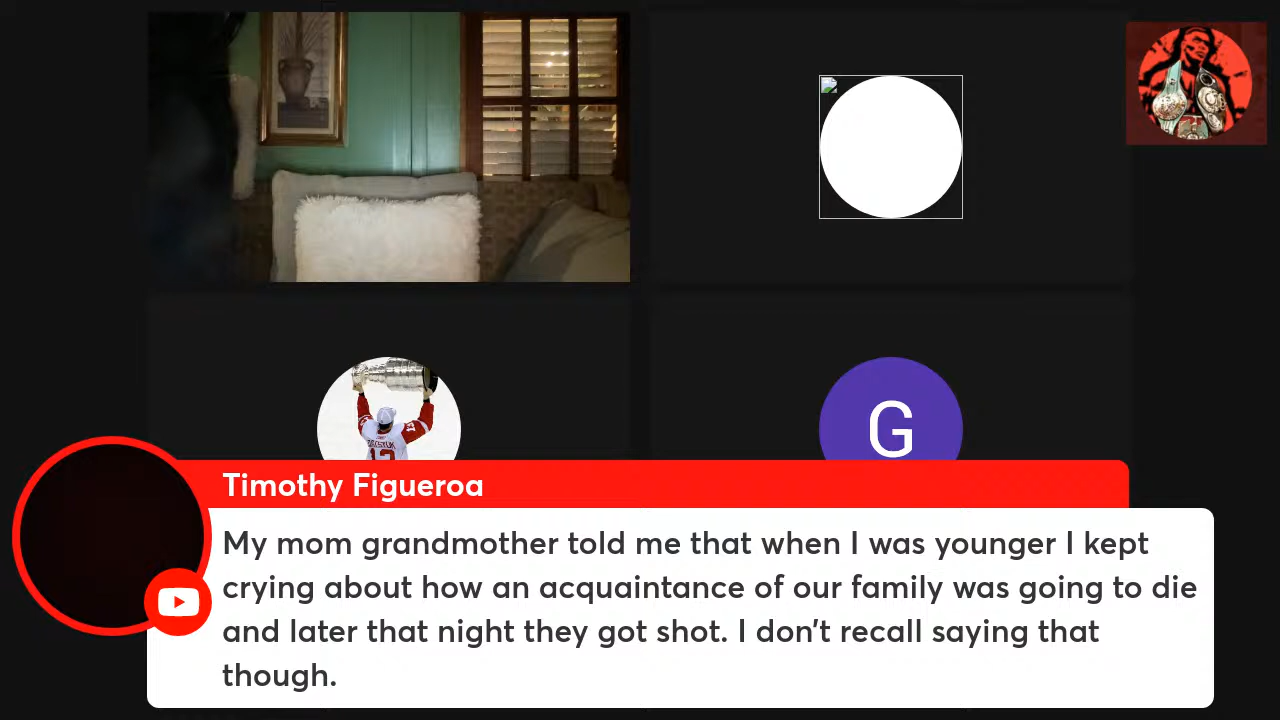 G
Timothy Figueroa
My mom grandmother told me that when I was younger I kept
crying about how an acquaintance of our family was going to die
and later that night they got shot. I don't recall saying that
though.